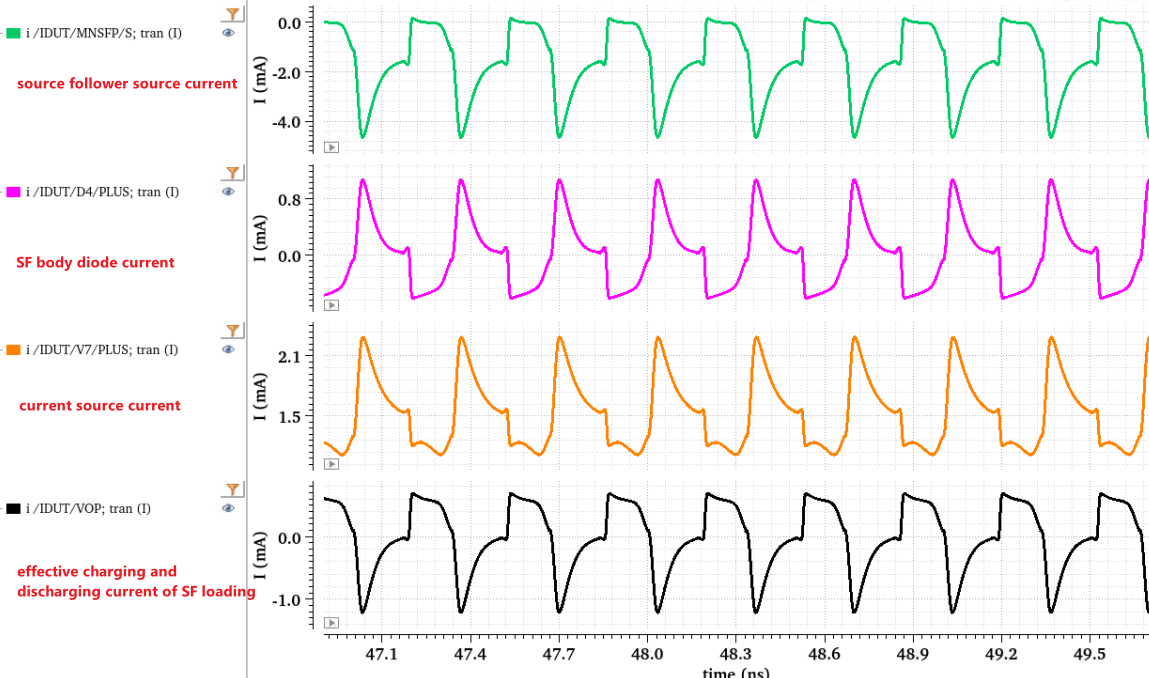 i /IDUT/MNSFP/S; tran (I)
source follower source current
I (mA)
0.0
-2.0
-4.0
i /IDUT/D4/PLUS; tran (I)
SF body diode current
I (mA)
0.8
0.0
i /IDUT/V7/PLUS; tran (I)
current source current
I (mA)
2.1
1.5
i /IDUT/VOP; tran (I)
effective charging and
discharging current of SF loading
I (mA)
0.0
-1.0
47.1 47.4 47.7 48.0 48.3 48.6 48.9 49.2 49.5
time (ns)